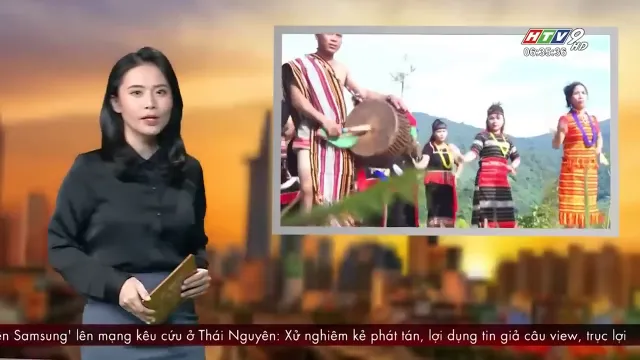 HTV9 HD
06:35:36
ên Samsung' lên mạng kêu cứu ở Thái Nguyên: Xử nghiêm kẻ phát tán, lợi dụng tin giả câu view, trục lợi